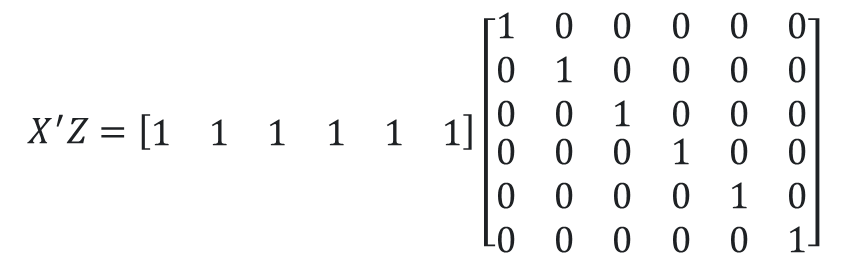 1 0 0 0 0 0
0 1 0 0 0 0
0 0 1 0 0 0
X′Z = [1 1 1 1 1 1]
0 0 0 1 0 0
0 0 0 0 1 0
0 0 0 0 0 1